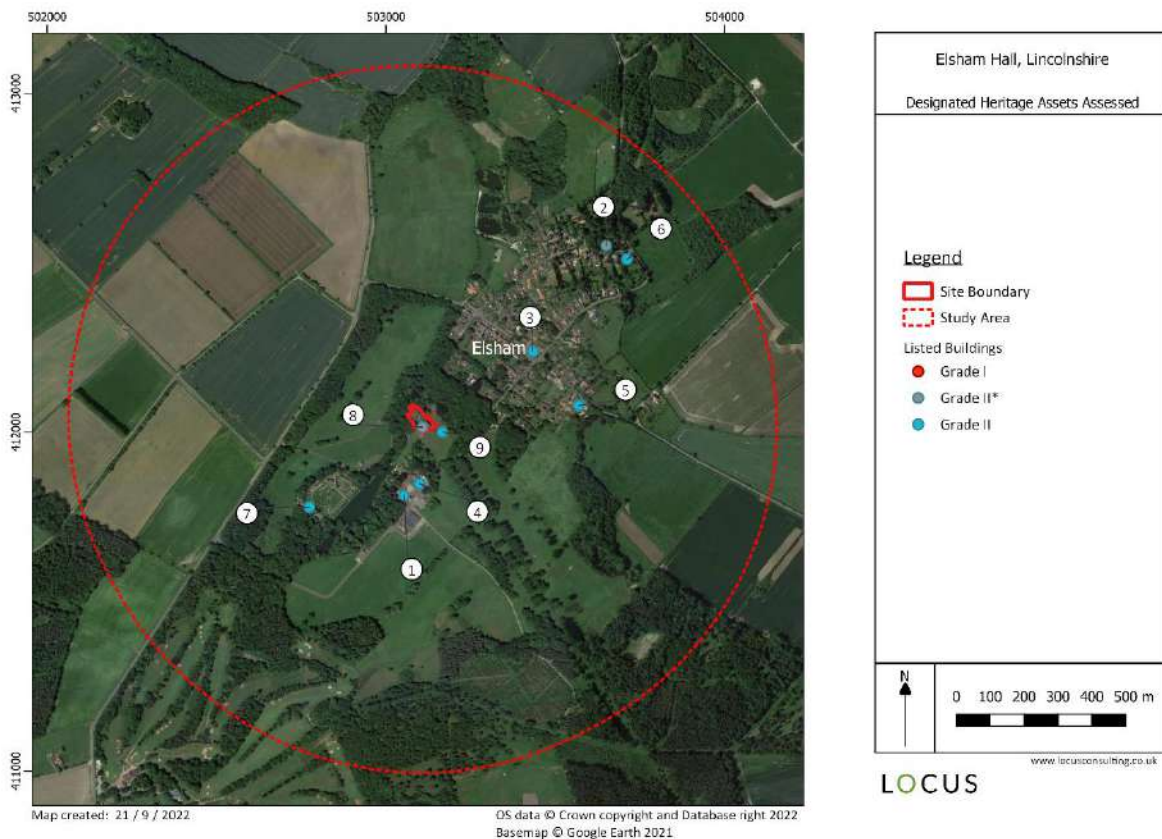 502000
503000
504000
413000
412000
411000
2
6
3
Elsham
5
8
9
7
4
1
Map created: 21 / 9 / 2022
OS data © Crown copyright and Database right 2022
Basemap © Google Earth 2021
Elsham Hall, Lincolnshire
Designated Heritage Assets Assessed
Legend
Site Boundary
Study Area
Listed Buildings
Grade I
Grade II*
Grade II
N
0 100 200 300 400 500 m
www.locusconsulting.co.uk
LOCUS